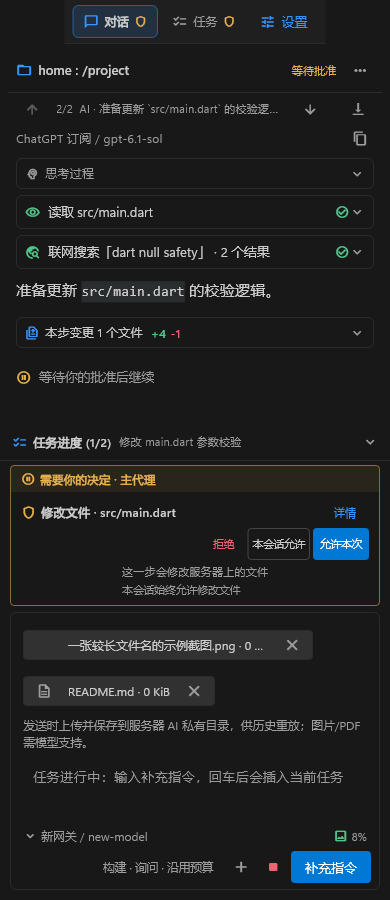 对话 任务 设置
home : /project 等待批准
2/2 AI · 准备更新 `src/main.dart` 的校验逻...
ChatGPT 订阅 / gpt-6.1-sol
思考过程
读取 src/main.dart
联网搜索「dart null safety」 · 2 个结果
准备更新 src/main.dart 的校验逻辑。
本步变更 1 个文件 +4 -1
等待你的批准后继续
任务进度 (1/2) 修改 main.dart 参数校验
需要你的决定 · 主代理
修改文件 · src/main.dart 详情
拒绝 本会话允许 允许本次
这一步会修改服务器上的文件
本会话始终允许修改文件
一张较长文件名的示例截图.png · 0 ...
README.md · 0 KiB
发送时上传并保存到服务器 AI 私有目录，供历史重放；图片/PDF
需模型支持。
任务进行中：输入补充指令，回车后会插入当前任务
新网关 / new-model 8%
构建 · 询问 · 沿用预算 补充指令